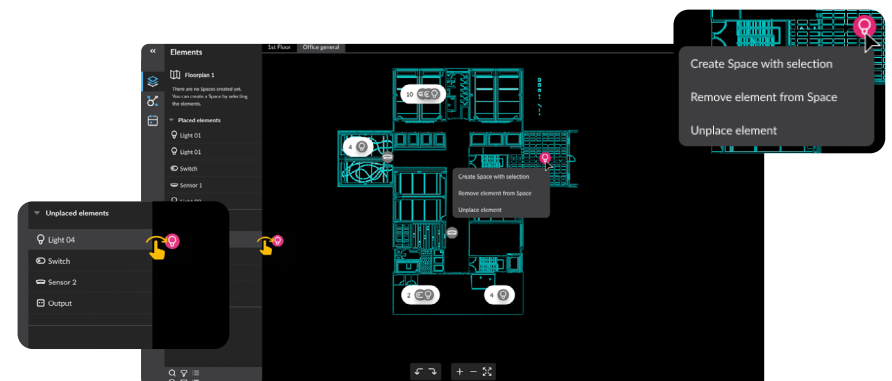 Elements
1st Floor Office general
Floorplan 1
There are no Spaces created yet.
You can create a Space by selecting
the elements.
Placed elements
Light 01
Light 01
Switch
Sensor 1
Unplaced elements
Light 04
Switch
Sensor 2
Output
10
4
2
4
Create Space with selection
Remove element from Space
Unplace element
Create Space with selection
Remove element from Space
Unplace element